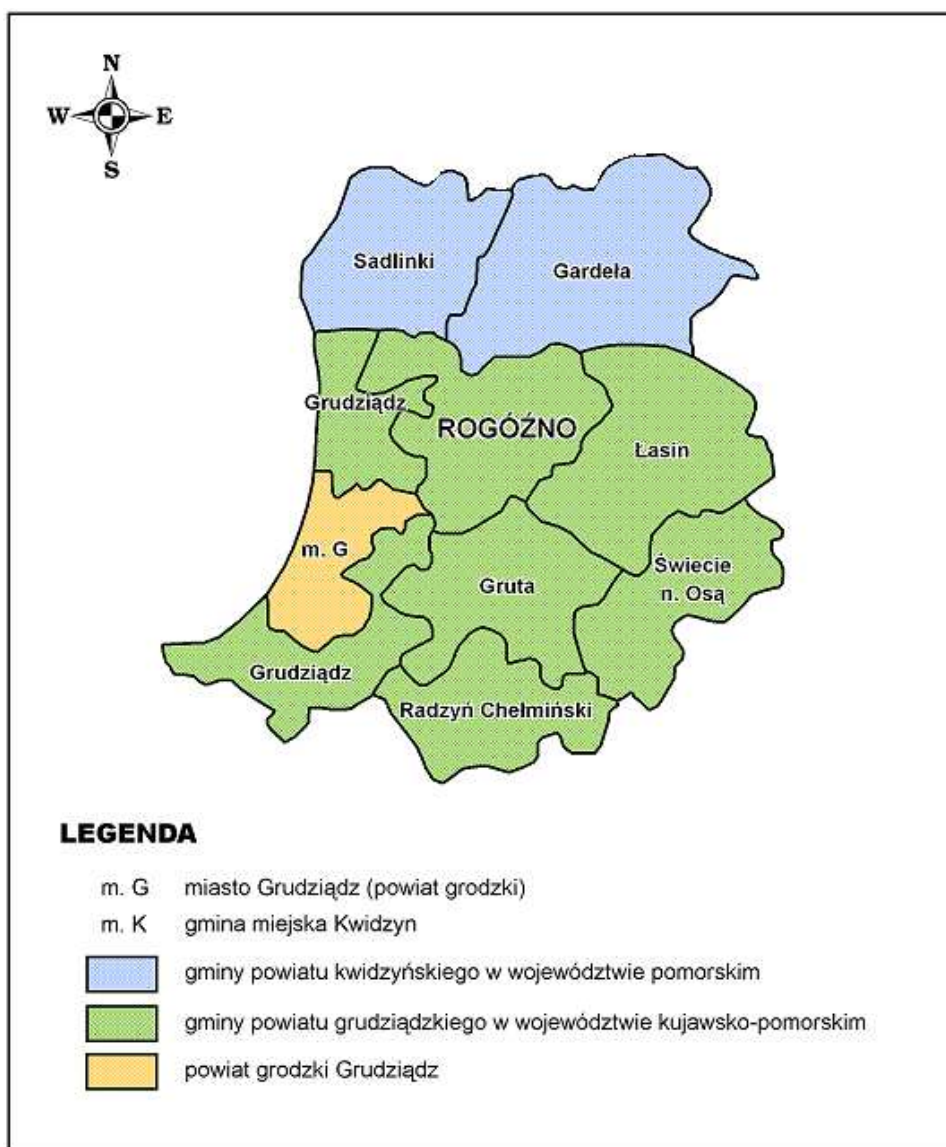 N
W E
S
Sadlinki
Gardeła
Grudziądz
ROGÓŹNO
Łasin
m. G
Gruta
Świecie
n. Osą
Grudziądz
Radzyń Chełmiński
LEGENDA
m. G miasto Grudziądz (powiat grodzki)
m. K gmina miejska Kwidzyn
gminy powiatu kwidzyńskiego w województwie pomorskim
gminy powiatu grudziądzkiego w województwie kujawsko-pomorskim
powiat grodzki Grudziądz